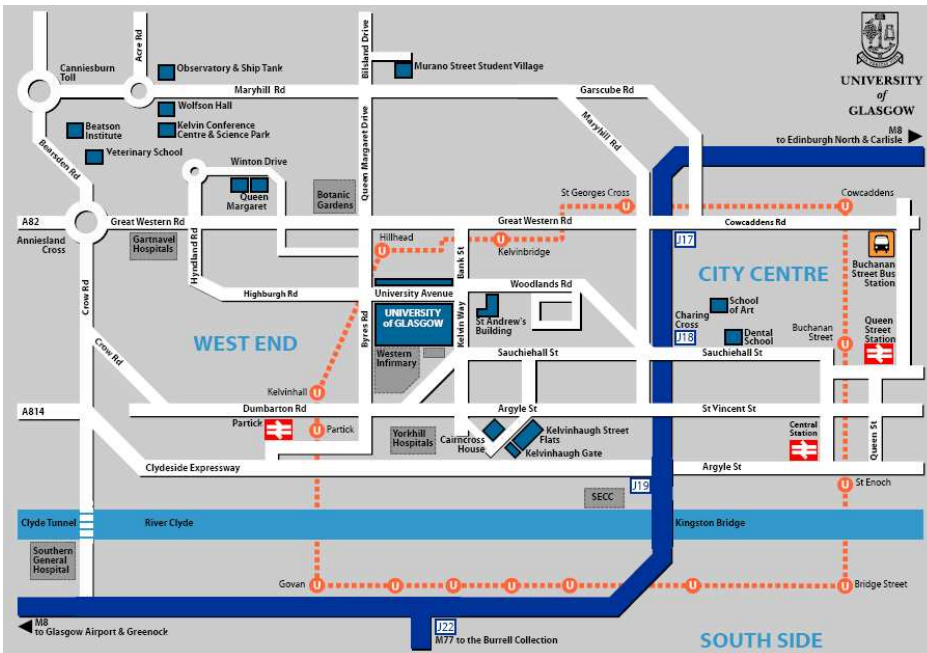 Canniesburn
Toll
Acre Rd
Observatory & Ship Tank
Bilsland Drive
Murano Street Student Village
UNIVERSITY
of
GLASGOW
Maryhill Rd
Garscube Rd
Wolfson Hall
Kelvin Conference
Centre & Science Park
Beatson
Institute
Veterinary School
Bearsden Rd
Queen Margaret Drive
Maryhill Rd
M8
to Edinburgh North & Carlisle
Winton Drive
Queen
Margaret
Botanic
Gardens
St Georges Cross
Cowcaddens
A82
Great Western Rd
Great Western Rd
Cowcaddens Rd
Anniesland
Cross
Gartnavel
Hospitals
Hyndland Rd
Hillhead
U
U
U
U
Kelvinbridge
Bank St
J17
Buchanan
Street Bus
Station
CITY CENTRE
Crow Rd
Highburgh Rd
University Avenue
Woodlands Rd
UNIVERSITY
of GLASGOW
St Andrew's
Building
Kelvin Way
Byres Rd
Charing
Cross
J18
School
of Art
Dental
School
Buchanan
Street
U
Queen
Street
Station
WEST END
Crow Rd
Western
Infirmary
Sauchiehall St
Sauchiehall St
Kelvinhall
U
A814
Dumbarton Rd
Argyle St
St Vincent St
Partick
U
Partick
Yorkhill
Hospitals
Cairncross
House
Kelvinhaugh Street
Flats
Kelvinhaugh Gate
Central
Station
Queen St
Clydeside Expressway
Argyle St
J19
U
St Enoch
SECC
Clyde Tunnel
River Clyde
Kingston Bridge
Southern
General
Hospital
Govan
U
U
U
U
U
U
U
Bridge Street
M8
to Glasgow Airport & Greenock
J22
M77 to the Burrell Collection
SOUTH SIDE